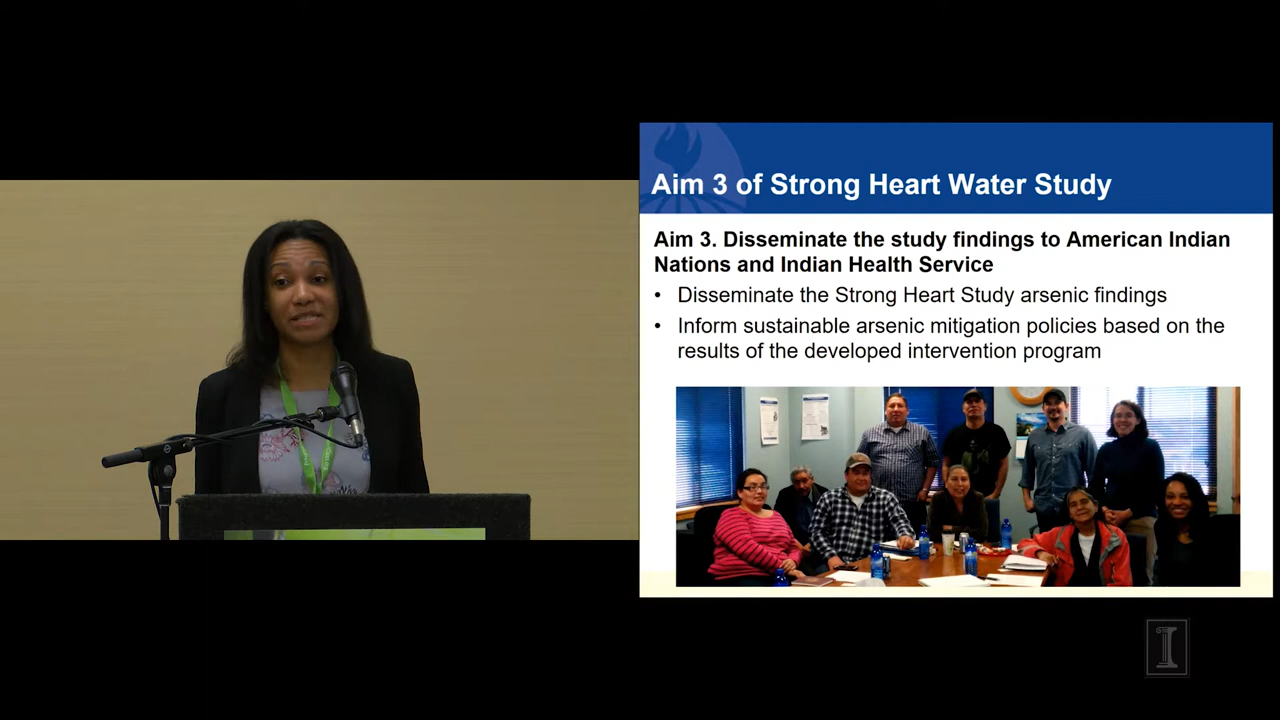 Aim 3 of Strong Heart Water Study
Aim 3. Disseminate the study findings to American Indian
Nations and Indian Health Service
• Disseminate the Strong Heart Study arsenic findings
• Inform sustainable arsenic mitigation policies based on the
results of the developed intervention program